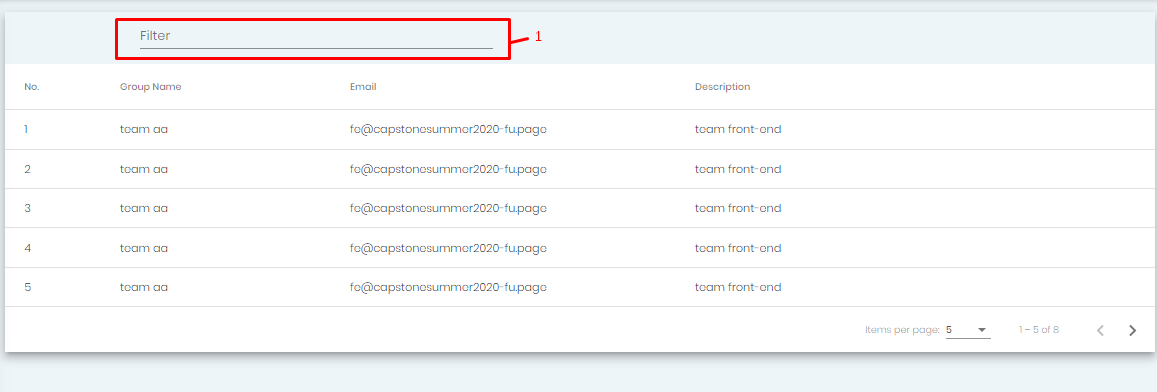 Filter
1
No. Group Name Email Description
1 team aa fe@capstonesummer2020-fu.page team front-end
2 team aa fe@capstonesummer2020-fu.page team front-end
3 team aa fe@capstonesummer2020-fu.page team front-end
4 team aa fe@capstonesummer2020-fu.page team front-end
5 team aa fe@capstonesummer2020-fu.page team front-end
Items per page: 5 1 – 5 of 8